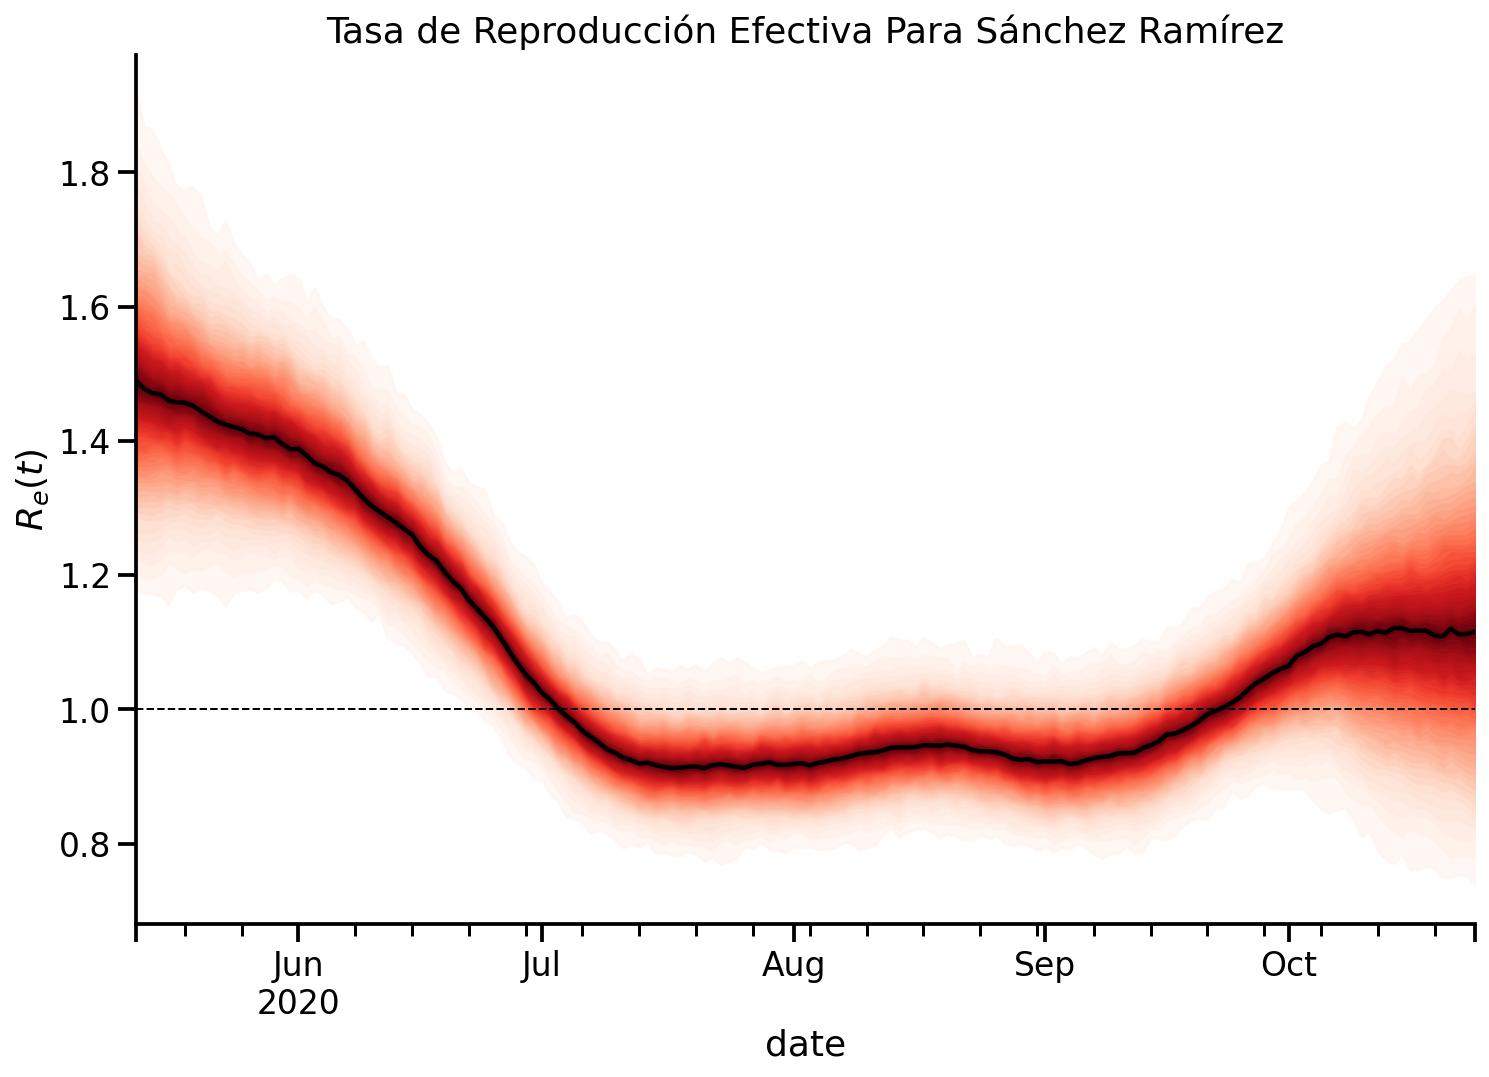 Tasa de Reproducción Efectiva Para Sánchez Ramírez
1.8
1.6
1.4
1.2
1.0
0.8
Rₑ(t)
Jun Jul Aug Sep Oct
2020
date